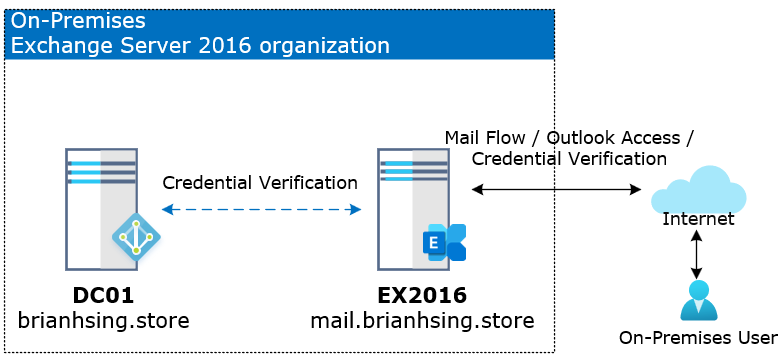 On-Premises
Exchange Server 2016 organization
Mail Flow / Outlook Access /
Credential Verification
Credential Verification
Internet
E
DC01
brianhsing.store
EX2016
mail.brianhsing.store
On-Premises User